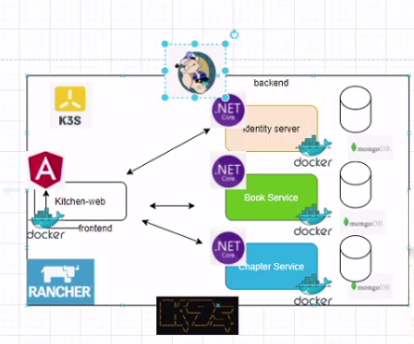 backend
K3S
.NET
Core
Identity server
docker
mongoDB
.NET
Core
Book Service
docker
mongoDB
Kitchen-web
docker
frontend
.NET
Core
Chapter Service
docker
mongoDB
RANCHER
K9s